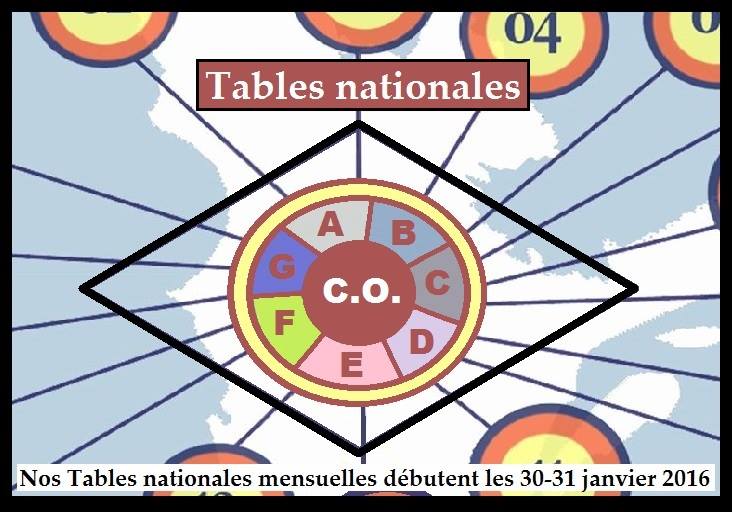 04
Tables nationales
A
B
G
C.O.
C
F
D
E
Nos Tables nationales mensuelles débutent les 30-31 janvier 2016